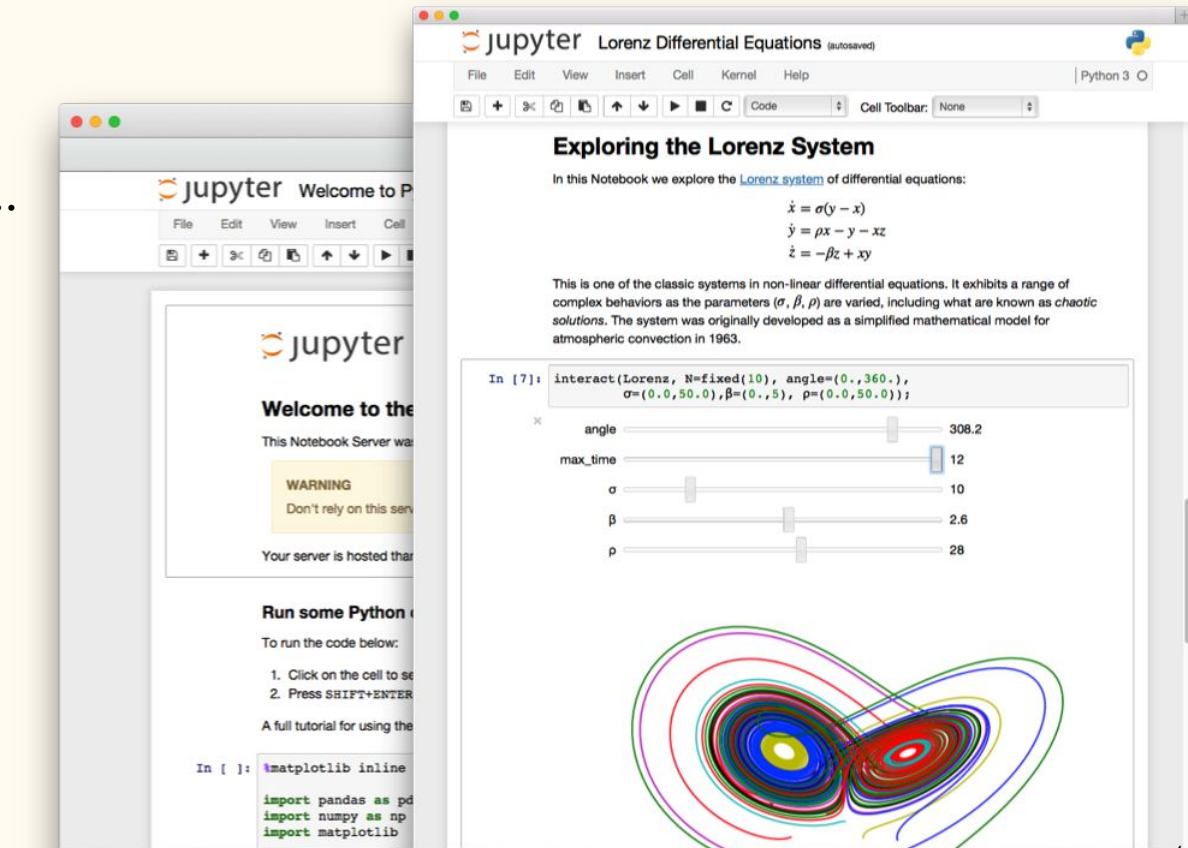 ..
jupyter Welcome to P
File Edit View Insert Cell
jupyter
Welcome to the
This Notebook Server was
WARNING
Don't rely on this serv
Your server is hosted than
Run some Python
To run the code below:
1. Click on the cell to se
2. Press SHIFT+ENTER
A full tutorial for using the
In [ ]: %matplotlib inline
import pandas as pd
import numpy as np
import matplotlib
jupyter Lorenz Differential Equations (autosaved)
File Edit View Insert Cell Kernel Help Python 3
Code Cell Toolbar: None
Exploring the Lorenz System
In this Notebook we explore the Lorenz system of differential equations:
ẋ = σ(y − x)
ẏ = ρx − y − xz
ż = −βz + xy
This is one of the classic systems in non-linear differential equations. It exhibits a range of
complex behaviors as the parameters (σ, β, ρ) are varied, including what are known as chaotic
solutions. The system was originally developed as a simplified mathematical model for
atmospheric convection in 1963.
In [7]: interact(Lorenz, N=fixed(10), angle=(0.,360.),
σ=(0.0,50.0),β=(0.,5), ρ=(0.0,50.0));
angle 308.2
max_time 12
σ 10
β 2.6
ρ 28